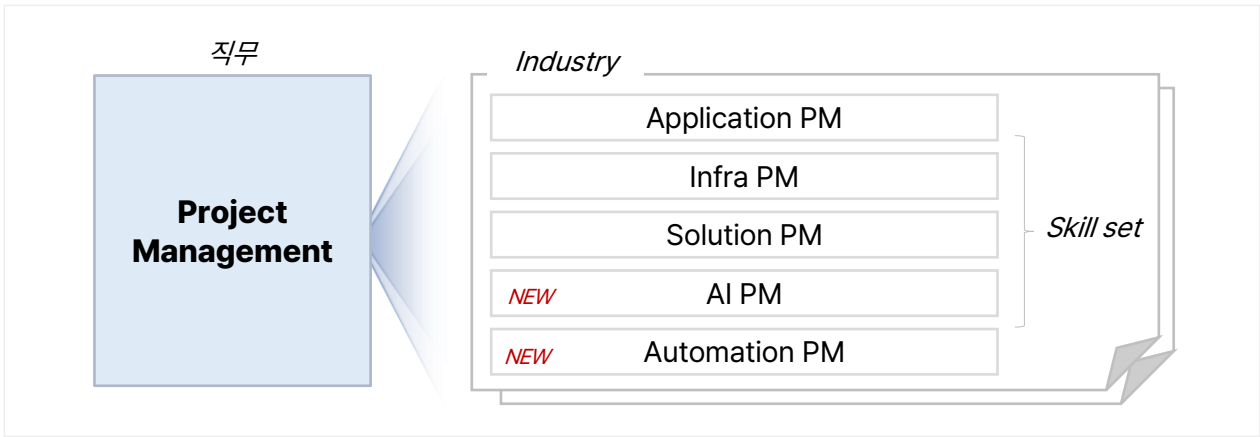 직무
Project
Management
Industry
Application PM
Infra PM
Solution PM
NEW AI PM
NEW Automation PM
Skill set